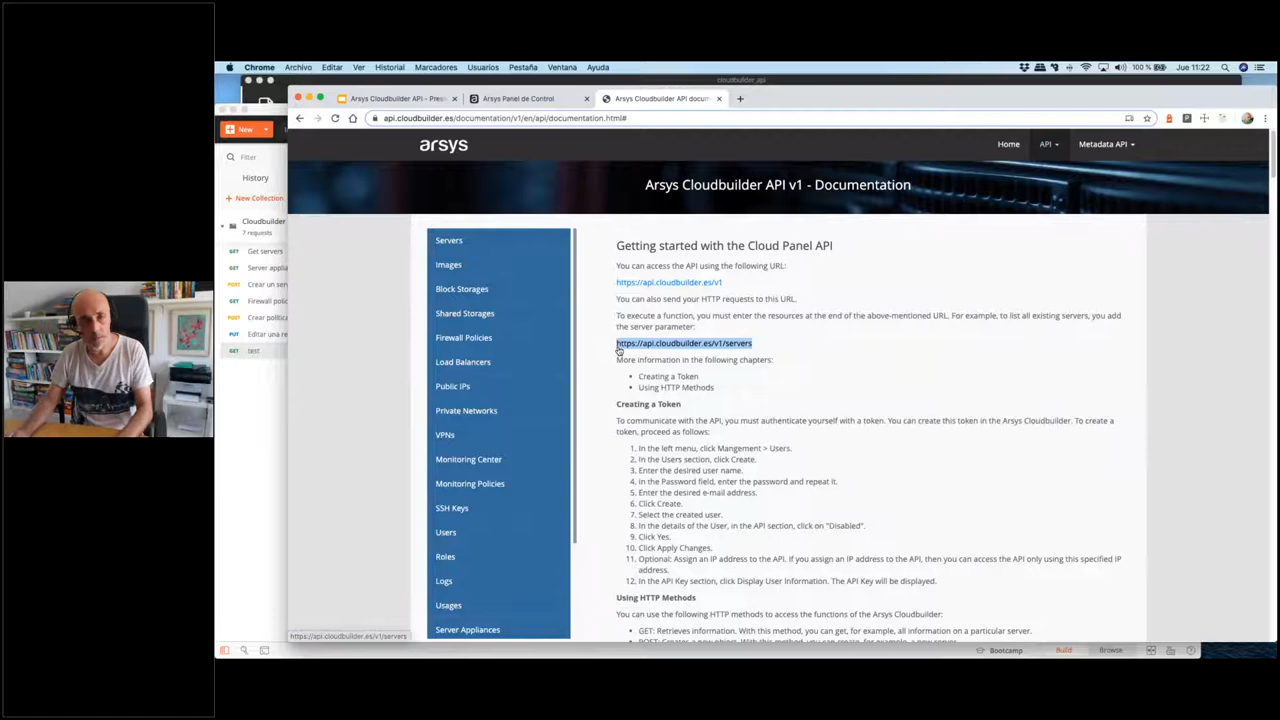 Chrome Archivo Editar Ver Historial Marcadores Usuarios Pestaña Ventana Ayuda 100 % Jue 11:22
cloudbuilder_api
Arsys Cloudbuilder API - Pres Arsys Panel de Control Arsys Cloudbuilder API docum
api.cloudbuilder.es/documentation/v1/en/api/documentation.html#
New
Filter
History
+ New Collection
Cloudbuilder
7 requests
GET Get servers
GET Server appli
POST Crear un ser
GET Firewall polic
POST Crear polític
PUT Editar una re
GET test
arsys
Home API Metadata API
Arsys Cloudbuilder API v1 - Documentation
Servers
Images
Block Storages
Shared Storages
Firewall Policies
Load Balancers
Public IPs
Private Networks
VPNs
Monitoring Center
Monitoring Policies
SSH Keys
Users
Roles
Logs
Usages
Server Appliances
Getting started with the Cloud Panel API
You can access the API using the following URL:
https://api.cloudbuilder.es/v1
You can also send your HTTP requests to this URL.
To execute a function, you must enter the resources at the end of the above-mentioned URL. For example, to list all existing servers, you add
the server parameter:
https://api.cloudbuilder.es/v1/servers
More information in the following chapters:
• Creating a Token
• Using HTTP Methods
Creating a Token
To communicate with the API, you must authenticate yourself with a token. You can create this token in the Arsys Cloudbuilder. To create a
token, proceed as follows:
1. In the left menu, click Mangement > Users.
2. In the Users section, click Create.
3. Enter the desired user name.
4. In the Password field, enter the password and repeat it.
5. Enter the desired e-mail address.
6. Click Create.
7. Select the created user.
8. In the details of the User, in the API section, click on "Disabled".
9. Click Yes.
10. Click Apply Changes.
11. Optional: Assign an IP address to the API. If you assign an IP address to the API, then you can access the API only using this specified IP
address.
12. In the API Key section, click Display User Information. The API Key will be displayed.
Using HTTP Methods
You can use the following HTTP methods to access the functions of the Arsys Cloudbuilder:
• GET: Retrieves information. With this method, you can get, for example, all information on a particular server.
• POST: Creates a new object. With this method, you can create, for example, a new server.
https://api.cloudbuilder.es/v1/servers
Bootcamp Build Browse